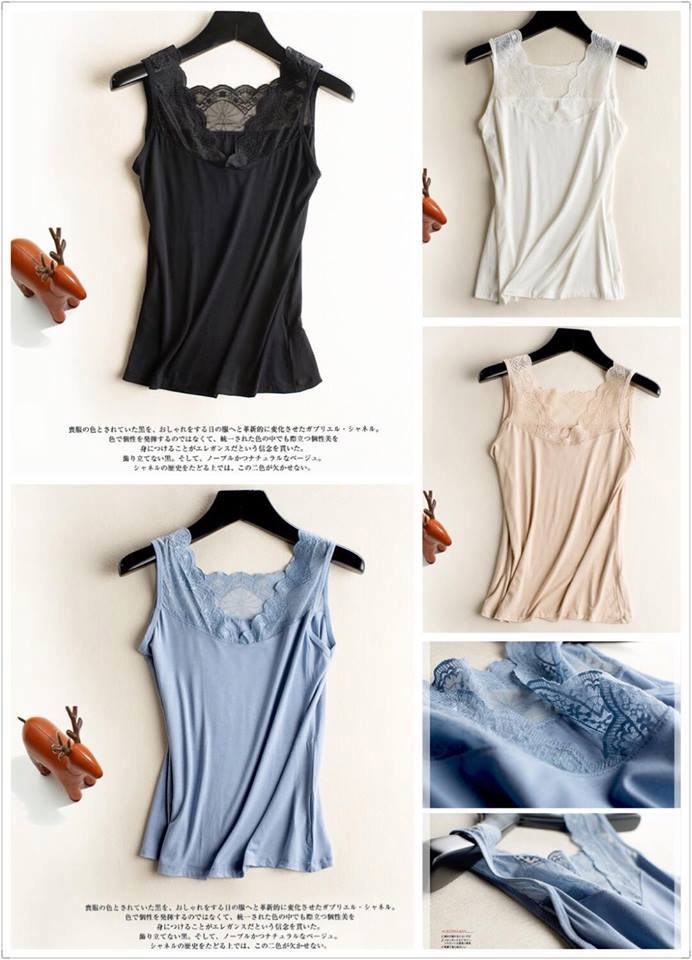 喪服の色とされていた黒を、おしゃれをする日の服へと革新的に変化させたガブリエル・シャネル。
色で個性を発揮するのではなくて、統一された色の中でも際立つ個性美を
身につけることがエレガンスだという信念を貫いた。
飾り立てない黒。そして、ノーブルかつナチュラルなベージュ。
シャネルの歴史をたどる上では、この二色が欠かせない。
喪服の色とされていた黒を、おしゃれをする日の服へと革新的に変化させたガブリエル・シャネル。
色で個性を発揮するのではなくて、統一された色の中でも際立つ個性美を
身につけることがエレガンスだという信念を貫いた。
飾り立てない黒。そして、ノーブルかつナチュラルなベージュ。
シャネルの歴史をたどる上では、この二色が欠かせない。